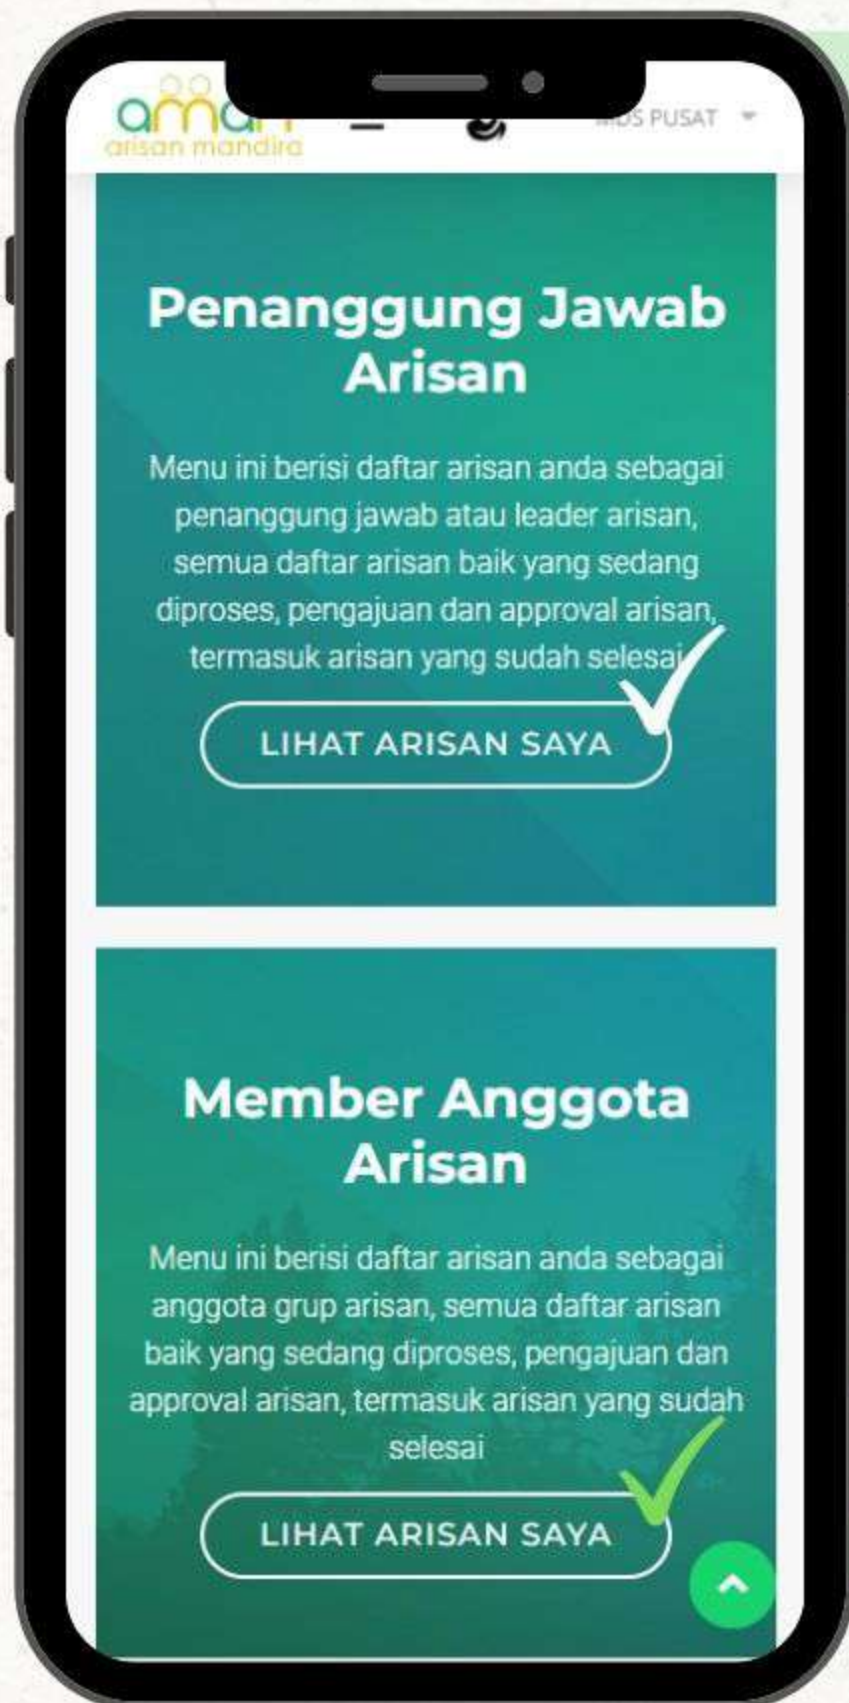 aman
arisan mandira
PUSAT
Penanggung Jawab
Arisan
Menu ini berisi daftar arisan anda sebagai
penanggung jawab atau leader arisan,
semua daftar arisan baik yang sedang
diproses, pengajuan dan approval arisan,
termasuk arisan yang sudah selesai
LIHAT ARISAN SAYA
Member Anggota
Arisan
Menu ini berisi daftar arisan anda sebagai
anggota grup arisan, semua daftar arisan
baik yang sedang diproses, pengajuan dan
approval arisan, termasuk arisan yang sudah
selesai
LIHAT ARISAN SAYA